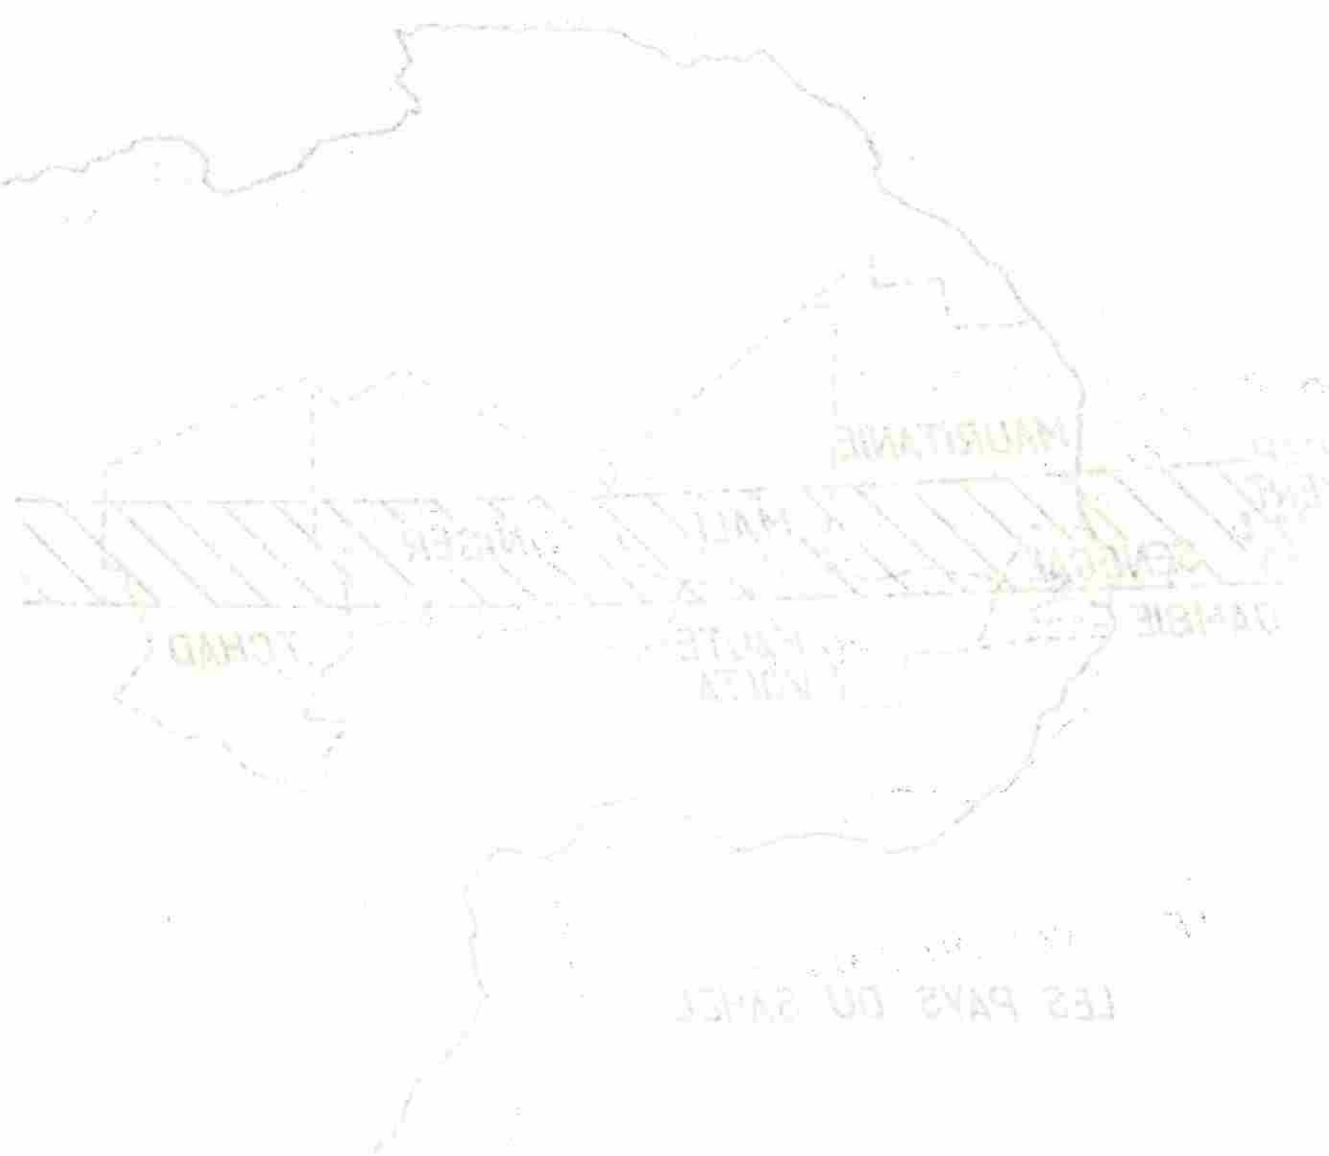 MAURITANIE
MALI
NIGER
SENEGAL
GAMBIE
TCHAD
HAUTE
VOLTA
LES PAYS DU SAHEL